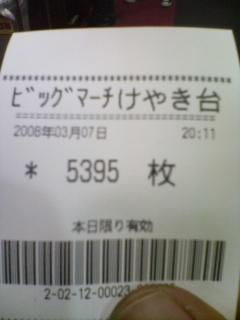 ﾋﾞｯｸﾞﾏｰﾁけやき台
2008年03月07日 20:11
* 5395 枚
本日限り有効
2-02-12-00023-